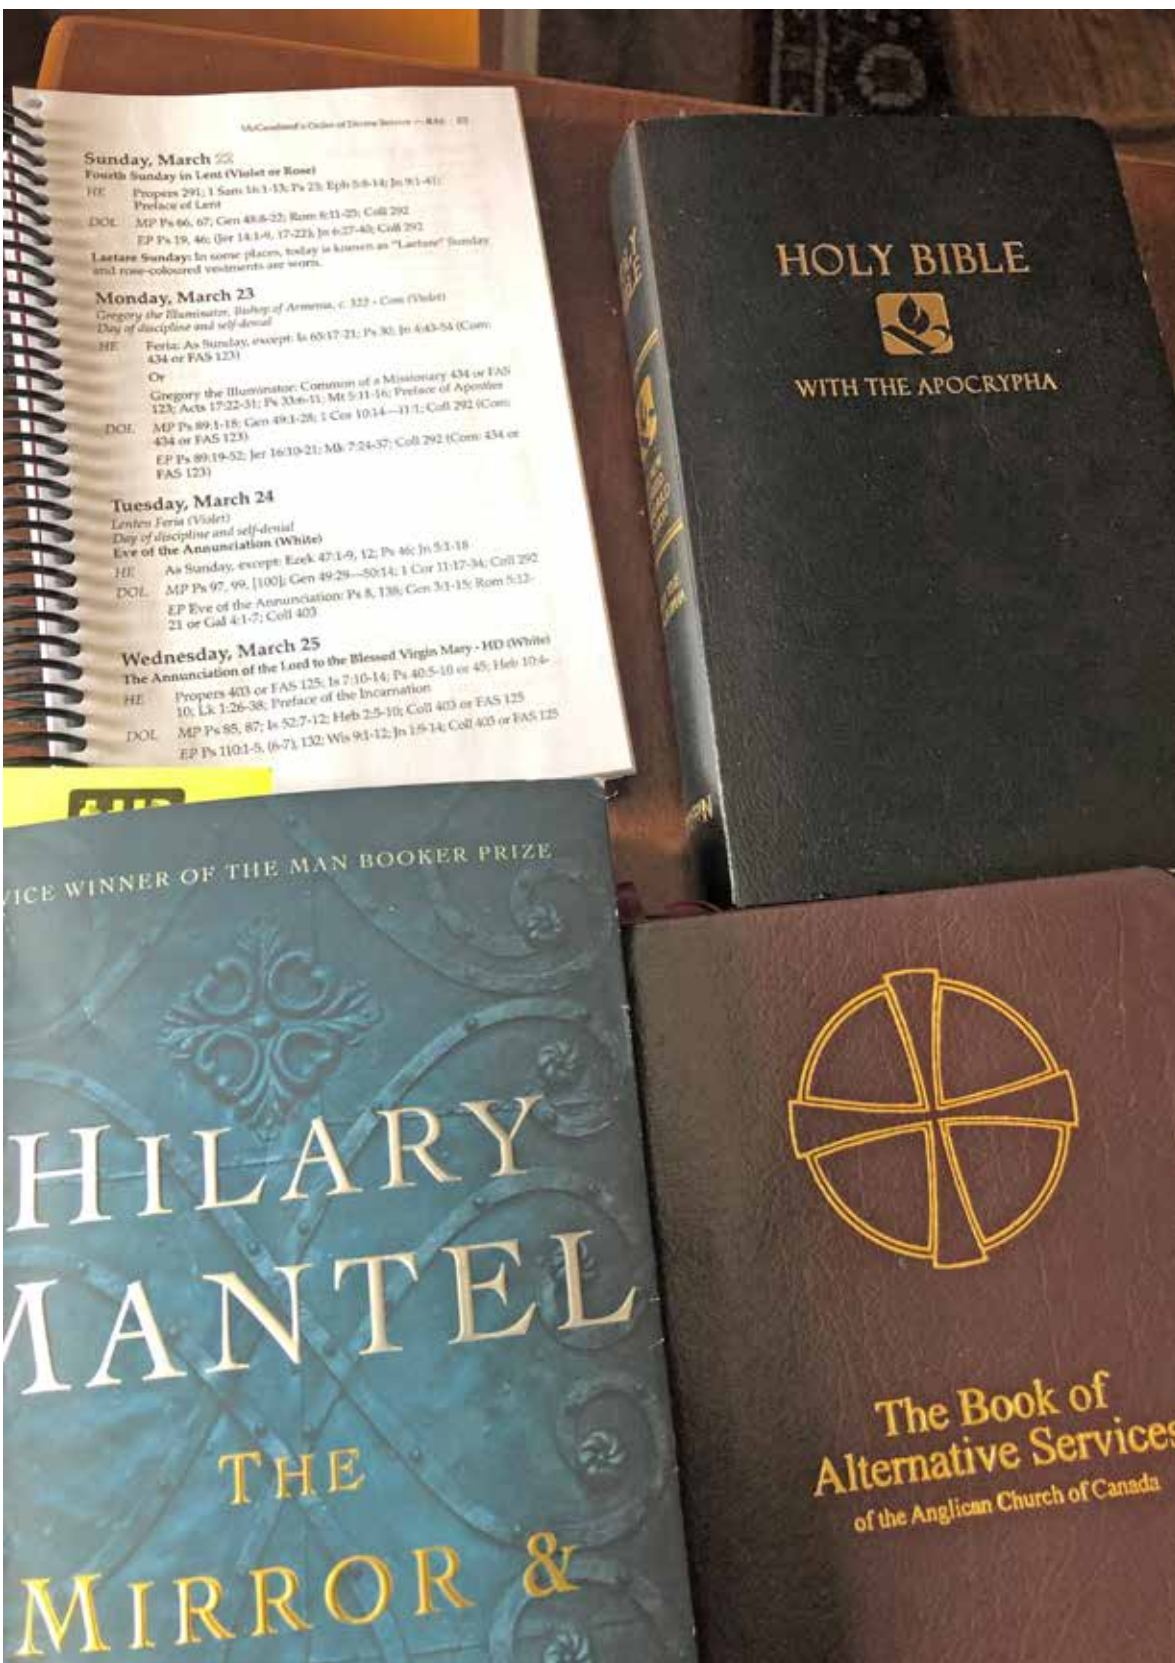 McCausland's Order of Divine Service — BAS
Sunday, March 22
Fourth Sunday in Lent (Violet or Rose)
HE Propers 291; 1 Sam 16:1-13; Ps 23; Eph 5:8-14; Jn 9:1-41;
Preface of Lent
DOL MP Ps 66, 67; Gen 48:8-22; Rom 8:11-25; Coll 292
EP Ps 19, 46; (Jer 14:1-9, 17-22); Jn 6:27-40; Coll 292
Laetare Sunday: In some places, today is known as "Laetare" Sunday
and rose-coloured vestments are worn.
Monday, March 23
Gregory the Illuminator, Bishop of Armenia, c. 323 - Com (Violet)
Day of discipline and self-denial
HE Feria: As Sunday, except: Is 65:17-21; Ps 30; Jn 4:43-54 (Com:
434 or FAS 123)
Or
Gregory the Illuminator: Common of a Missionary 434 or FAS
123; Acts 17:22-31; Ps 33:6-11; Mt 5:11-16; Preface of Apostles
DOL MP Ps 89:1-18; Gen 49:1-28; 1 Cor 10:14—11:1; Coll 292 (Com:
434 or FAS 123)
EP Ps 89:19-52; Jer 16:10-21; Mk 7:24-37; Coll 292 (Com: 434 or
FAS 123)
Tuesday, March 24
Lenten Feria (Violet)
Day of discipline and self-denial
Eve of the Annunciation (White)
HE As Sunday, except: Ezek 47:1-9, 12; Ps 46; Jn 5:1-18
DOL MP Ps 97, 99, [100]; Gen 49:29—50:14; 1 Cor 11:17-34; Coll 292
EP Eve of the Annunciation: Ps 8, 138; Gen 3:1-15; Rom 5:12-
21 or Gal 4:1-7; Coll 403
Wednesday, March 25
The Annunciation of the Lord to the Blessed Virgin Mary - HD (White)
HE Propers 403 or FAS 125; Is 7:10-14; Ps 40:5-10 or 45; Heb 10:4-
10; Lk 1:26-38; Preface of the Incarnation
DOL MP Ps 85, 87; Is 52:7-12; Heb 2:5-10; Coll 403 or FAS 125
EP Ps 110:1-5, (6-7), 132; Wis 9:1-12; Jn 1:9-14; Coll 403 or FAS 125
HOLY BIBLE
WITH THE APOCRYPHA
HOLY
BIBLE
VICE WINNER OF THE MAN BOOKER PRIZE
HILARY
MANTEL
THE
MIRROR &
The Book of
Alternative Services
of the Anglican Church of Canada